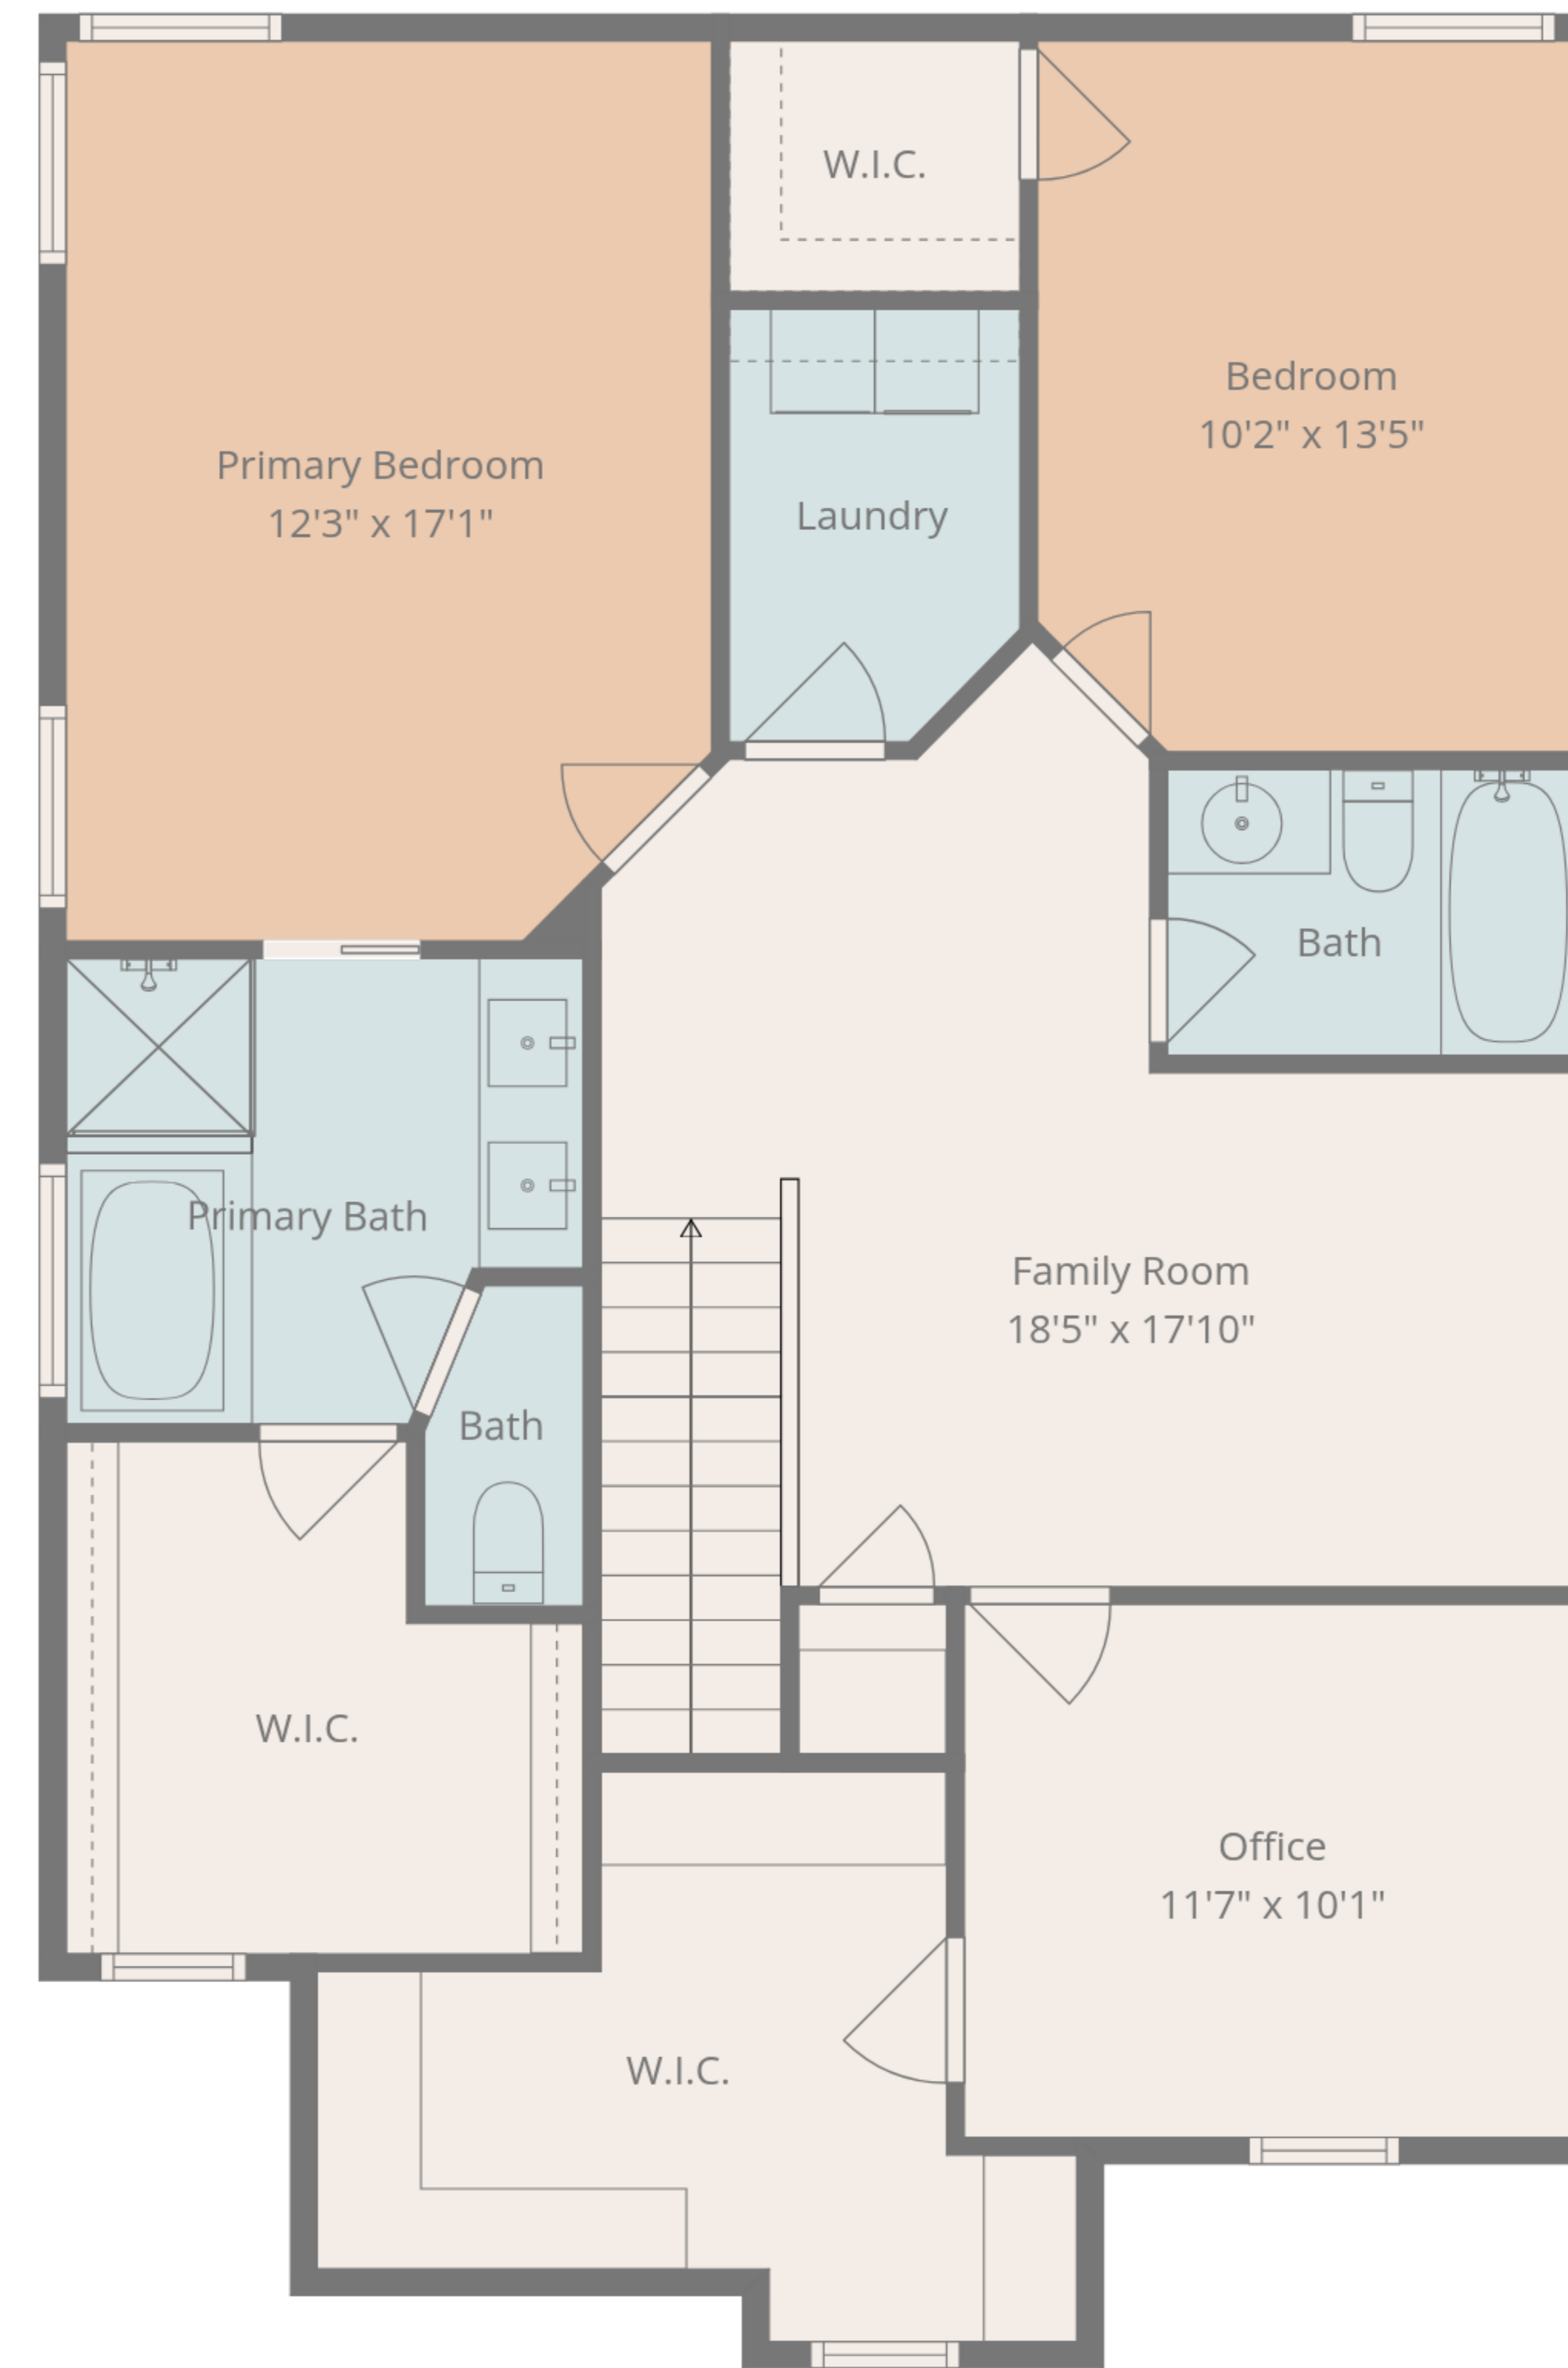 W.I.C.
Bedroom
10'2" x 13'5"
Primary Bedroom
12'3" x 17'1"
Laundry
Bath
Primary Bath
Family Room
18'5" x 17'10"
Bath
W.I.C.
Office
11'7" x 10'1"
W.I.C.